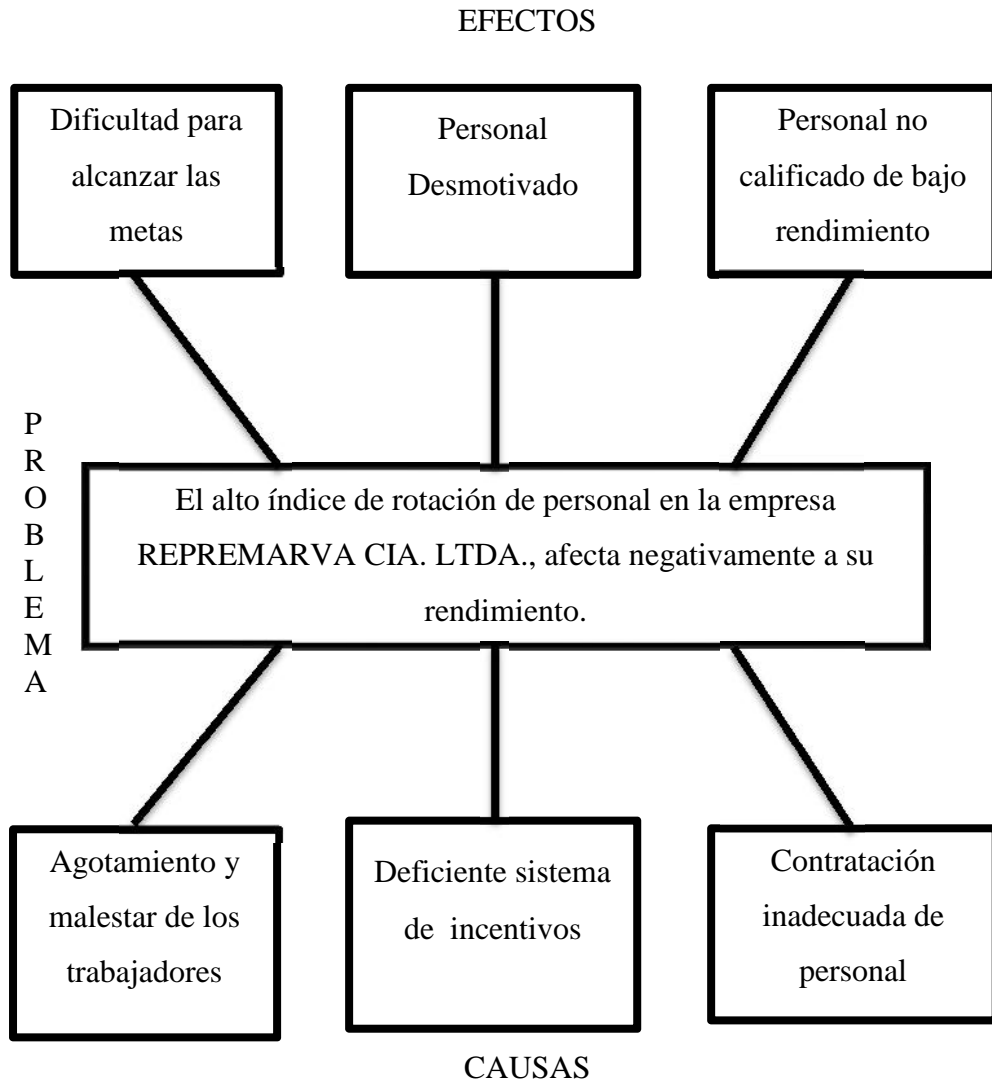 EFECTOS
Dificultad para
alcanzar las
metas
Personal
Desmotivado
Personal no
calificado de bajo
rendimiento
P
R
O
B
L
E
M
A
El alto índice de rotación de personal en la empresa
REPREMARVA CIA. LTDA., afecta negativamente a su
rendimiento.
Agotamiento y
malestar de los
trabajadores
Deficiente sistema
de incentivos
Contratación
inadecuada de
personal
CAUSAS